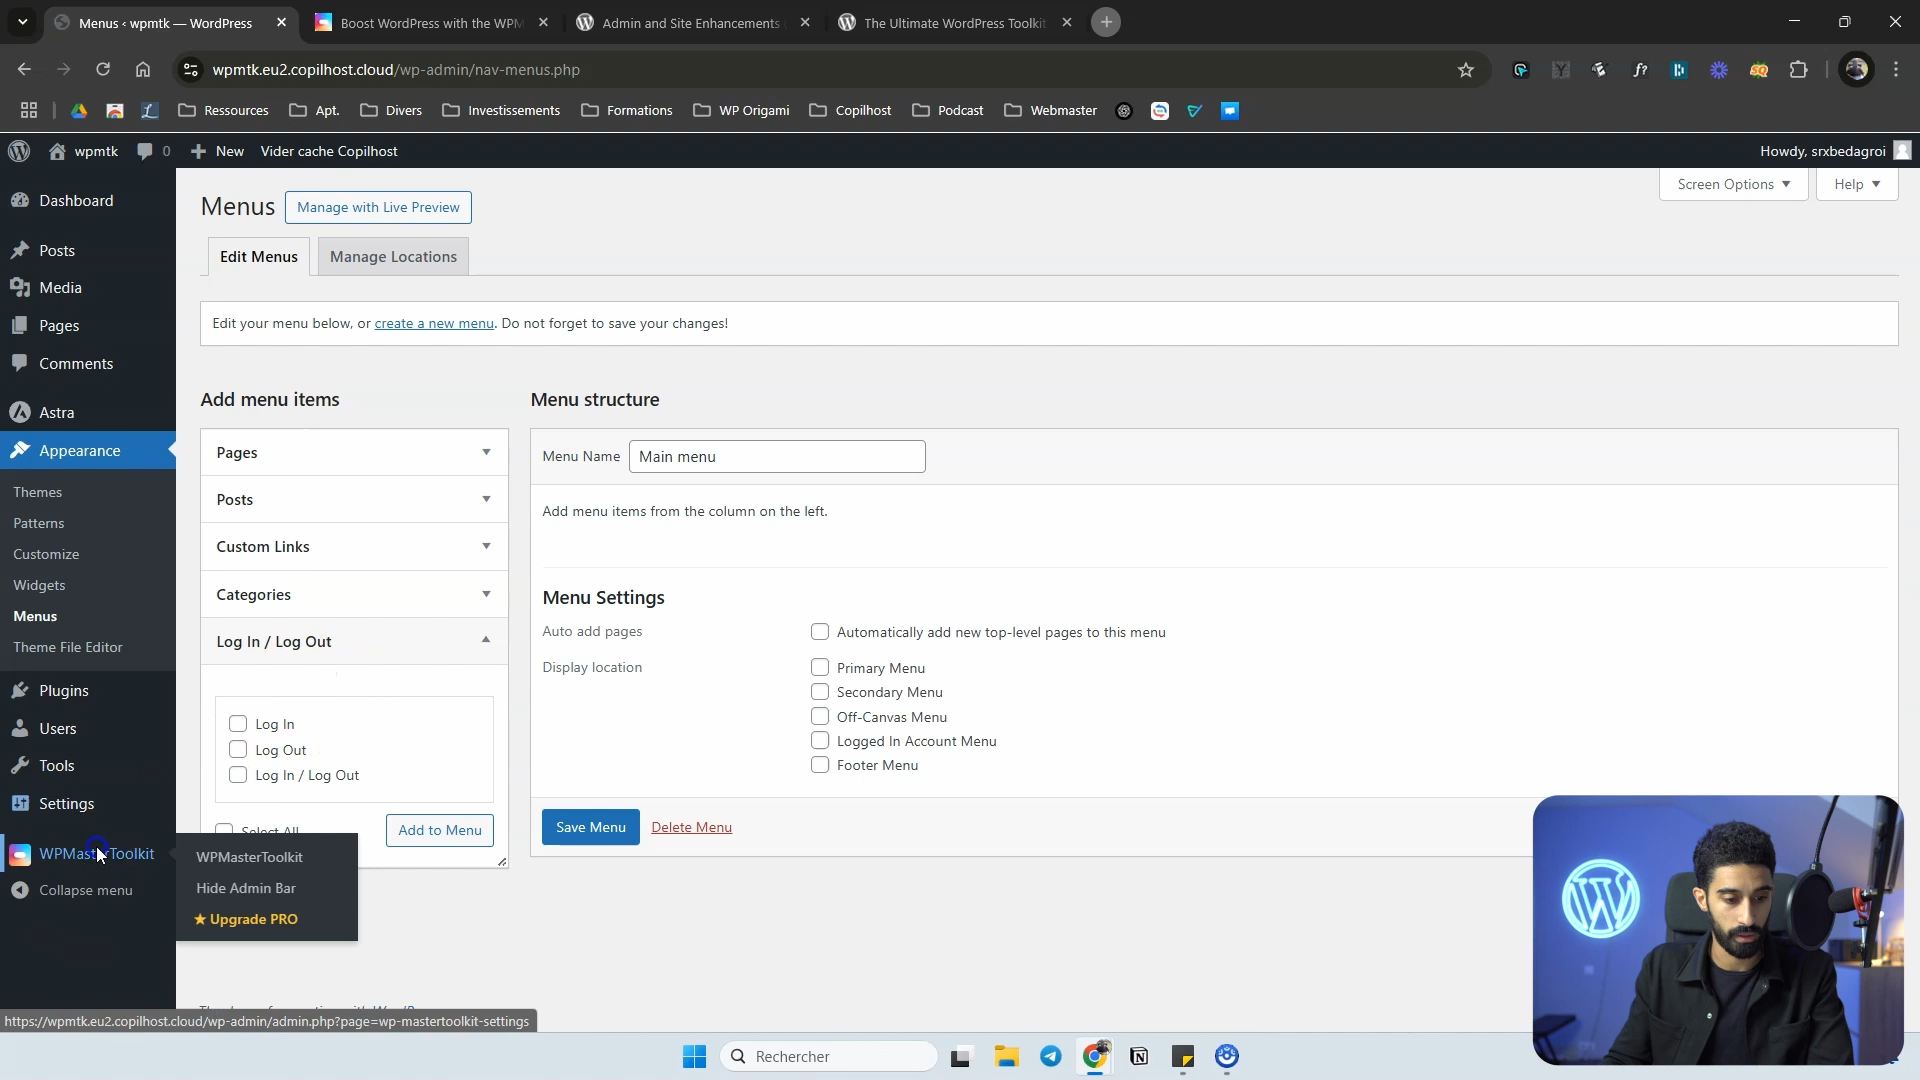 Menus ‹ wpmtk — WordPress
Boost WordPress with the WPM
Admin and Site Enhancements
The Ultimate WordPress Toolkit
wpmtk.eu2.copilhost.cloud/wp-admin/nav-menus.php
Ressources
Apt.
Divers
Investissements
Formations
WP Origami
Copilhost
Podcast
Webmaster
wpmtk
0
New
Vider cache Copilhost
Howdy, srxbedagroi
Dashboard
Posts
Media
Pages
Comments
Astra
Appearance
Themes
Patterns
Customize
Widgets
Menus
Theme File Editor
Plugins
Users
Tools
Settings
WPMasterToolkit
Collapse menu
WPMasterToolkit
Hide Admin Bar
★ Upgrade PRO
Menus
Manage with Live Preview
Screen Options
Help
Edit Menus
Manage Locations
Edit your menu below, or create a new menu. Do not forget to save your changes!
Add menu items
Pages
Posts
Custom Links
Categories
Log In / Log Out
Log In
Log Out
Log In / Log Out
Select All
Add to Menu
Menu structure
Menu Name
Main menu
Add menu items from the column on the left.
Menu Settings
Auto add pages
Automatically add new top-level pages to this menu
Display location
Primary Menu
Secondary Menu
Off-Canvas Menu
Logged In Account Menu
Footer Menu
Save Menu
Delete Menu
https://wpmtk.eu2.copilhost.cloud/wp-admin/admin.php?page=wp-mastertoolkit-settings
Rechercher